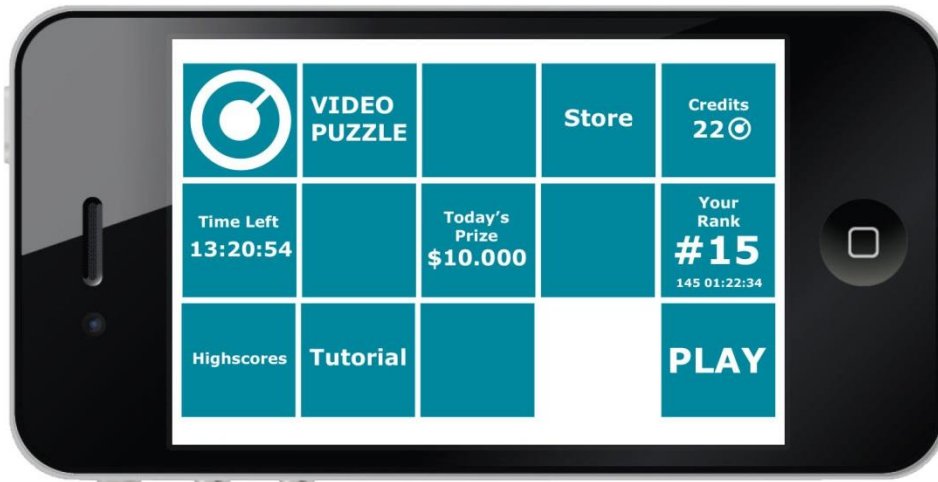 VIDEO
PUZZLE
Store
Credits
22
Time Left
13:20:54
Today's
Prize
$10.000
Your
Rank
#15
145 01:22:34
Highscores
Tutorial
PLAY